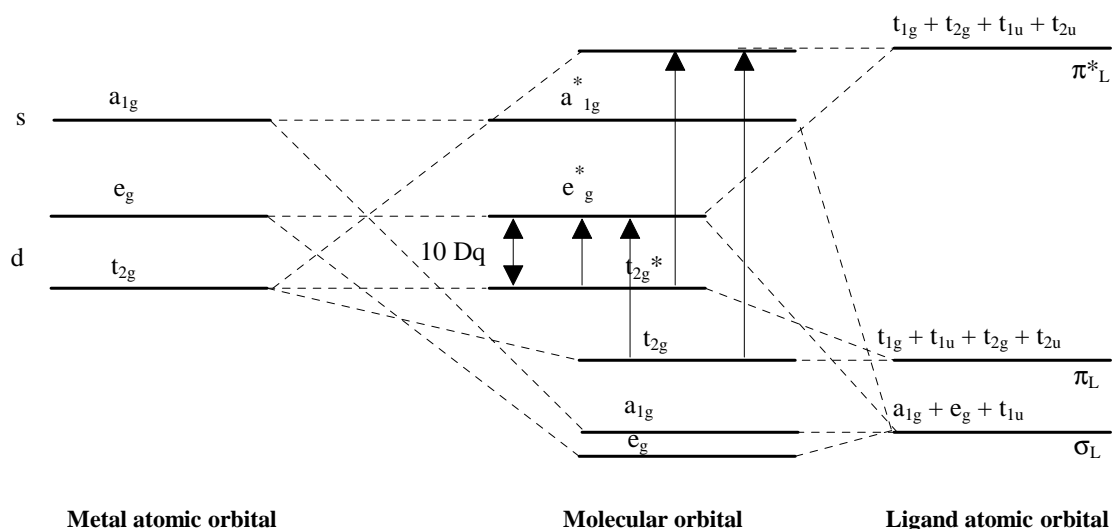 t1g + t2g + t1u + t2u
π*L
a1g
s
a*1g
eg
e*g
d
10 Dq
t2g
t2g*
t2g
t1g + t1u + t2g + t2u
πL
a1g
a1g + eg + t1u
eg
σL
Metal atomic orbital
Molecular orbital
Ligand atomic orbital